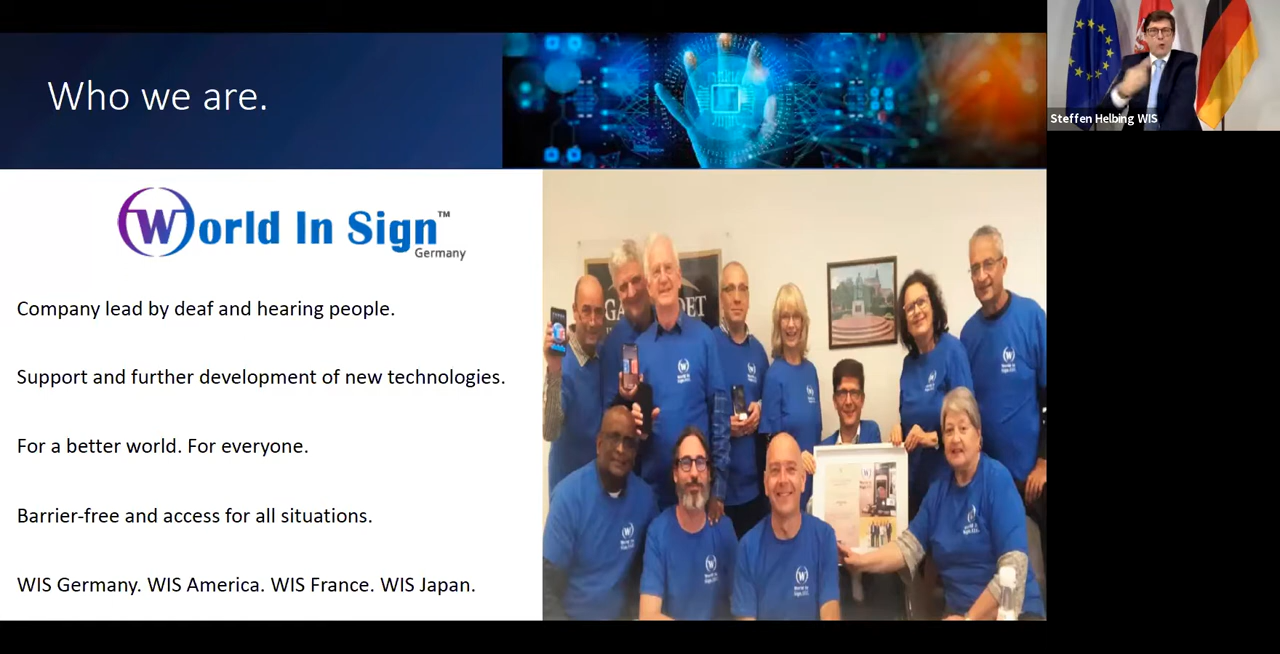 Who we are.
Steffen Helbing WIS
World In Sign™
Germany
Company lead by deaf and hearing people.
Support and further development of new technologies.
For a better world. For everyone.
Barrier-free and access for all situations.
WIS Germany. WIS America. WIS France. WIS Japan.